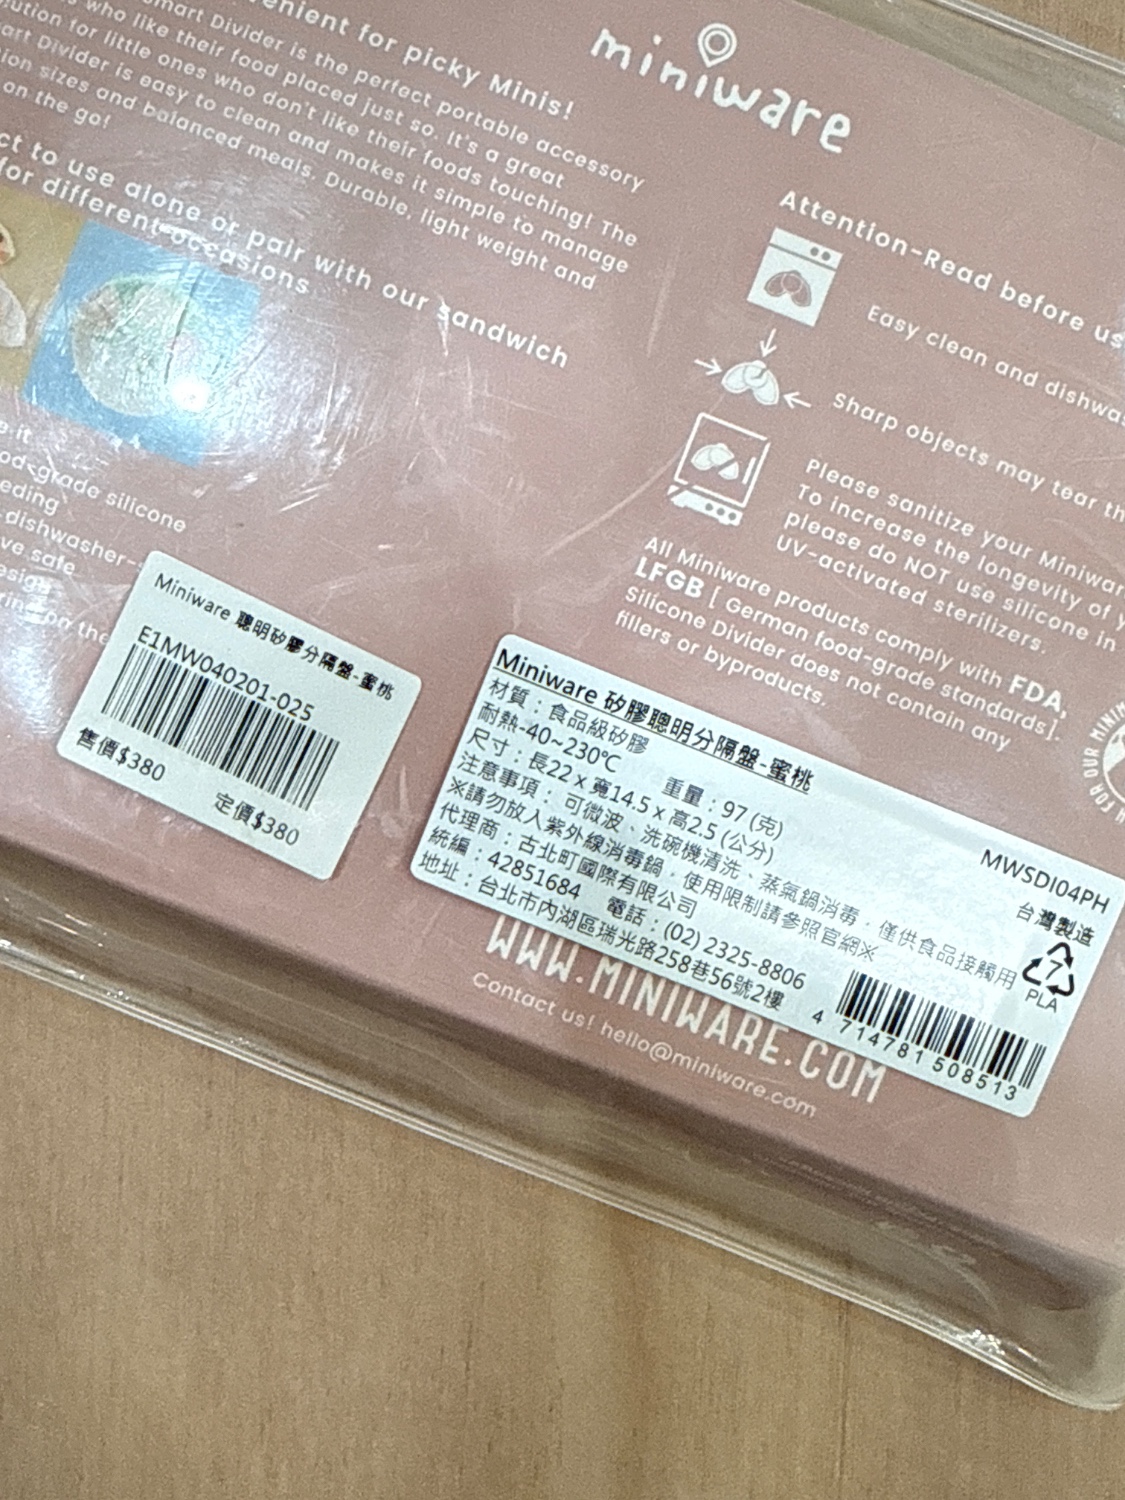 miniware
enient for picky Minis!
mart Divider is the perfect portable accessory
s who like their food placed just so. It's a great
ution for little ones who don't like their foods touching! The
art Divider is easy to clean and makes it simple to manage
ion sizes and balanced meals. Durable, light weight and
on the go!
ct to use alone or pair with our sandwich
for different occasions
e it
od-grade silicone
eeding
dishwasher-
ve safe
esign
on the
Attention-Read before us
Easy clean and dishwas
Sharp objects may tear th
Please sanitize your Miniwar
To increase the longevity of y
please do NOT use silicone in
UV-activated sterilizers.
All Miniware products comply with FDA,
LFGB [ German food-grade standards].
Silicone Divider does not contain any
fillers or byproducts.
FOR OUR MINI
Miniware 聰明矽膠分隔盤-蜜桃
E1MW040201-025
售價$380
定價$380
Miniware 矽膠聰明分隔盤-蜜桃
MWSDI04PH
材質：食品級矽膠
台灣製造
耐熱-40~230℃ 重量：97 (克)
尺寸：長22 x 寬14.5 x 高2.5 (公分)
注意事項：可微波、洗碗機清洗、蒸氣鍋消毒．僅供食品接觸用
※請勿放入紫外線消毒鍋．使用限制請參照官網※
代理商：古北町國際有限公司
統編：42851684 電話：(02) 2325-8806
地址：台北市內湖區瑞光路258巷56號2樓
7
PLA
4 714781 508513
WWW.MINIWARE.COM
Contact us! hello@miniware.com